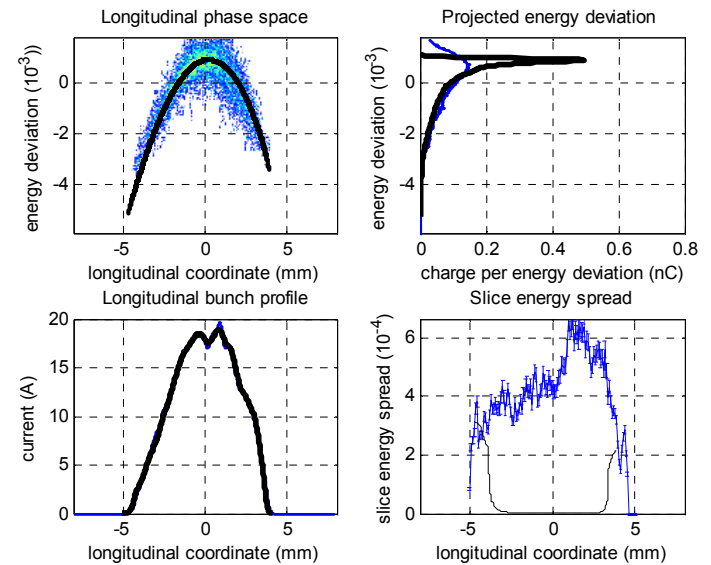 Longitudinal phase space
energy deviation (10⁻³))
0
-2
-4
-5
0
5
longitudinal coordinate (mm)
Projected energy deviation
energy deviation (10⁻³)
0
-2
-4
0
0.2
0.4
0.6
0.8
charge per energy deviation (nC)
Longitudinal bunch profile
current (A)
20
15
10
5
0
-5
0
5
longitudinal coordinate (mm)
Slice energy spread
slice energy spread (10⁻⁴)
6
4
2
0
-5
0
5
longitudinal coordinate (mm)